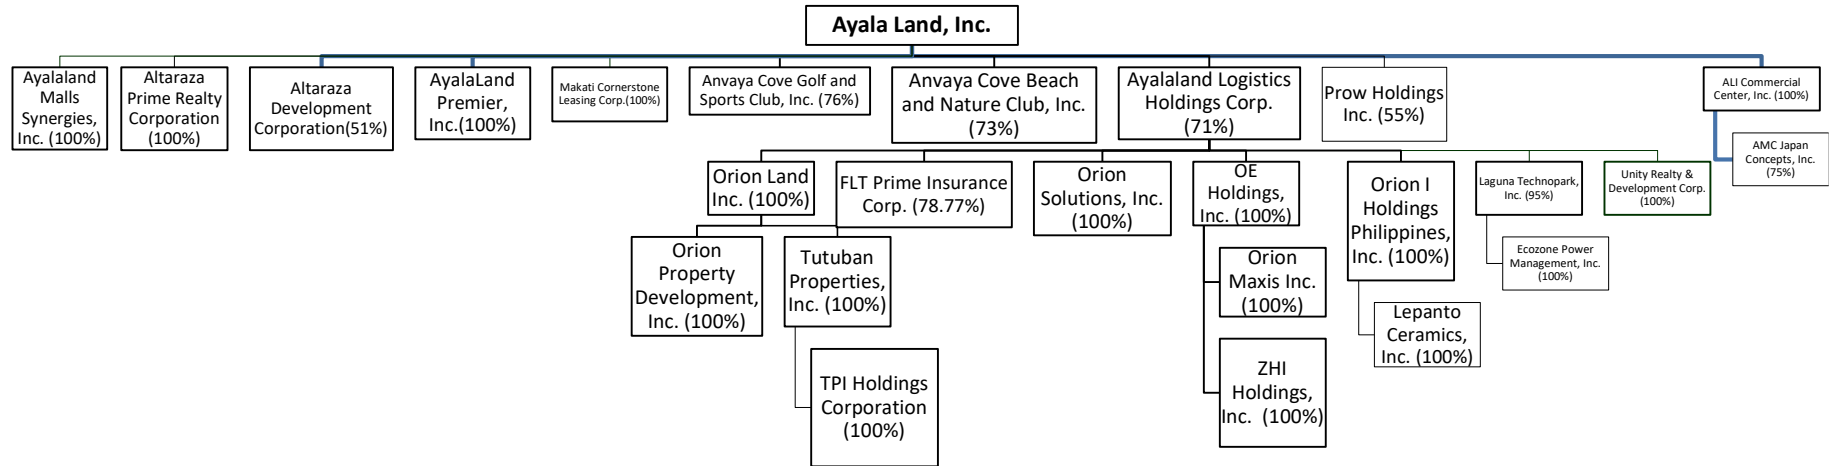 Ayala Land, Inc.
Ayalaland
Malls
Synergies,
Inc. (100%)
Altaraza
Prime Realty
Corporation
(100%)
Altaraza
Development
Corporation(51%)
AyalaLand
Premier,
Inc.(100%)
Makati Cornerstone
Leasing Corp.(100%)
Anvaya Cove Golf and
Sports Club, Inc. (76%)
Anvaya Cove Beach
and Nature Club, Inc.
(73%)
Ayalaland Logistics
Holdings Corp.
(71%)
Prow Holdings
Inc. (55%)
ALI Commercial
Center, Inc. (100%)
AMC Japan
Concepts, Inc.
(75%)
Orion Land
Inc. (100%)
FLT Prime Insurance
Corp. (78.77%)
Orion
Solutions, Inc.
(100%)
OE
Holdings,
Inc. (100%)
Orion I
Holdings
Philippines,
Inc. (100%)
Laguna Technopark,
Inc. (95%)
Unity Realty &
Development Corp.
(100%)
Orion
Property
Development,
Inc. (100%)
Tutuban
Properties,
Inc. (100%)
Orion
Maxis Inc.
(100%)
Ecozone Power
Management, Inc.
(100%)
Lepanto
Ceramics,
Inc. (100%)
TPI Holdings
Corporation
(100%)
ZHI
Holdings,
Inc. (100%)